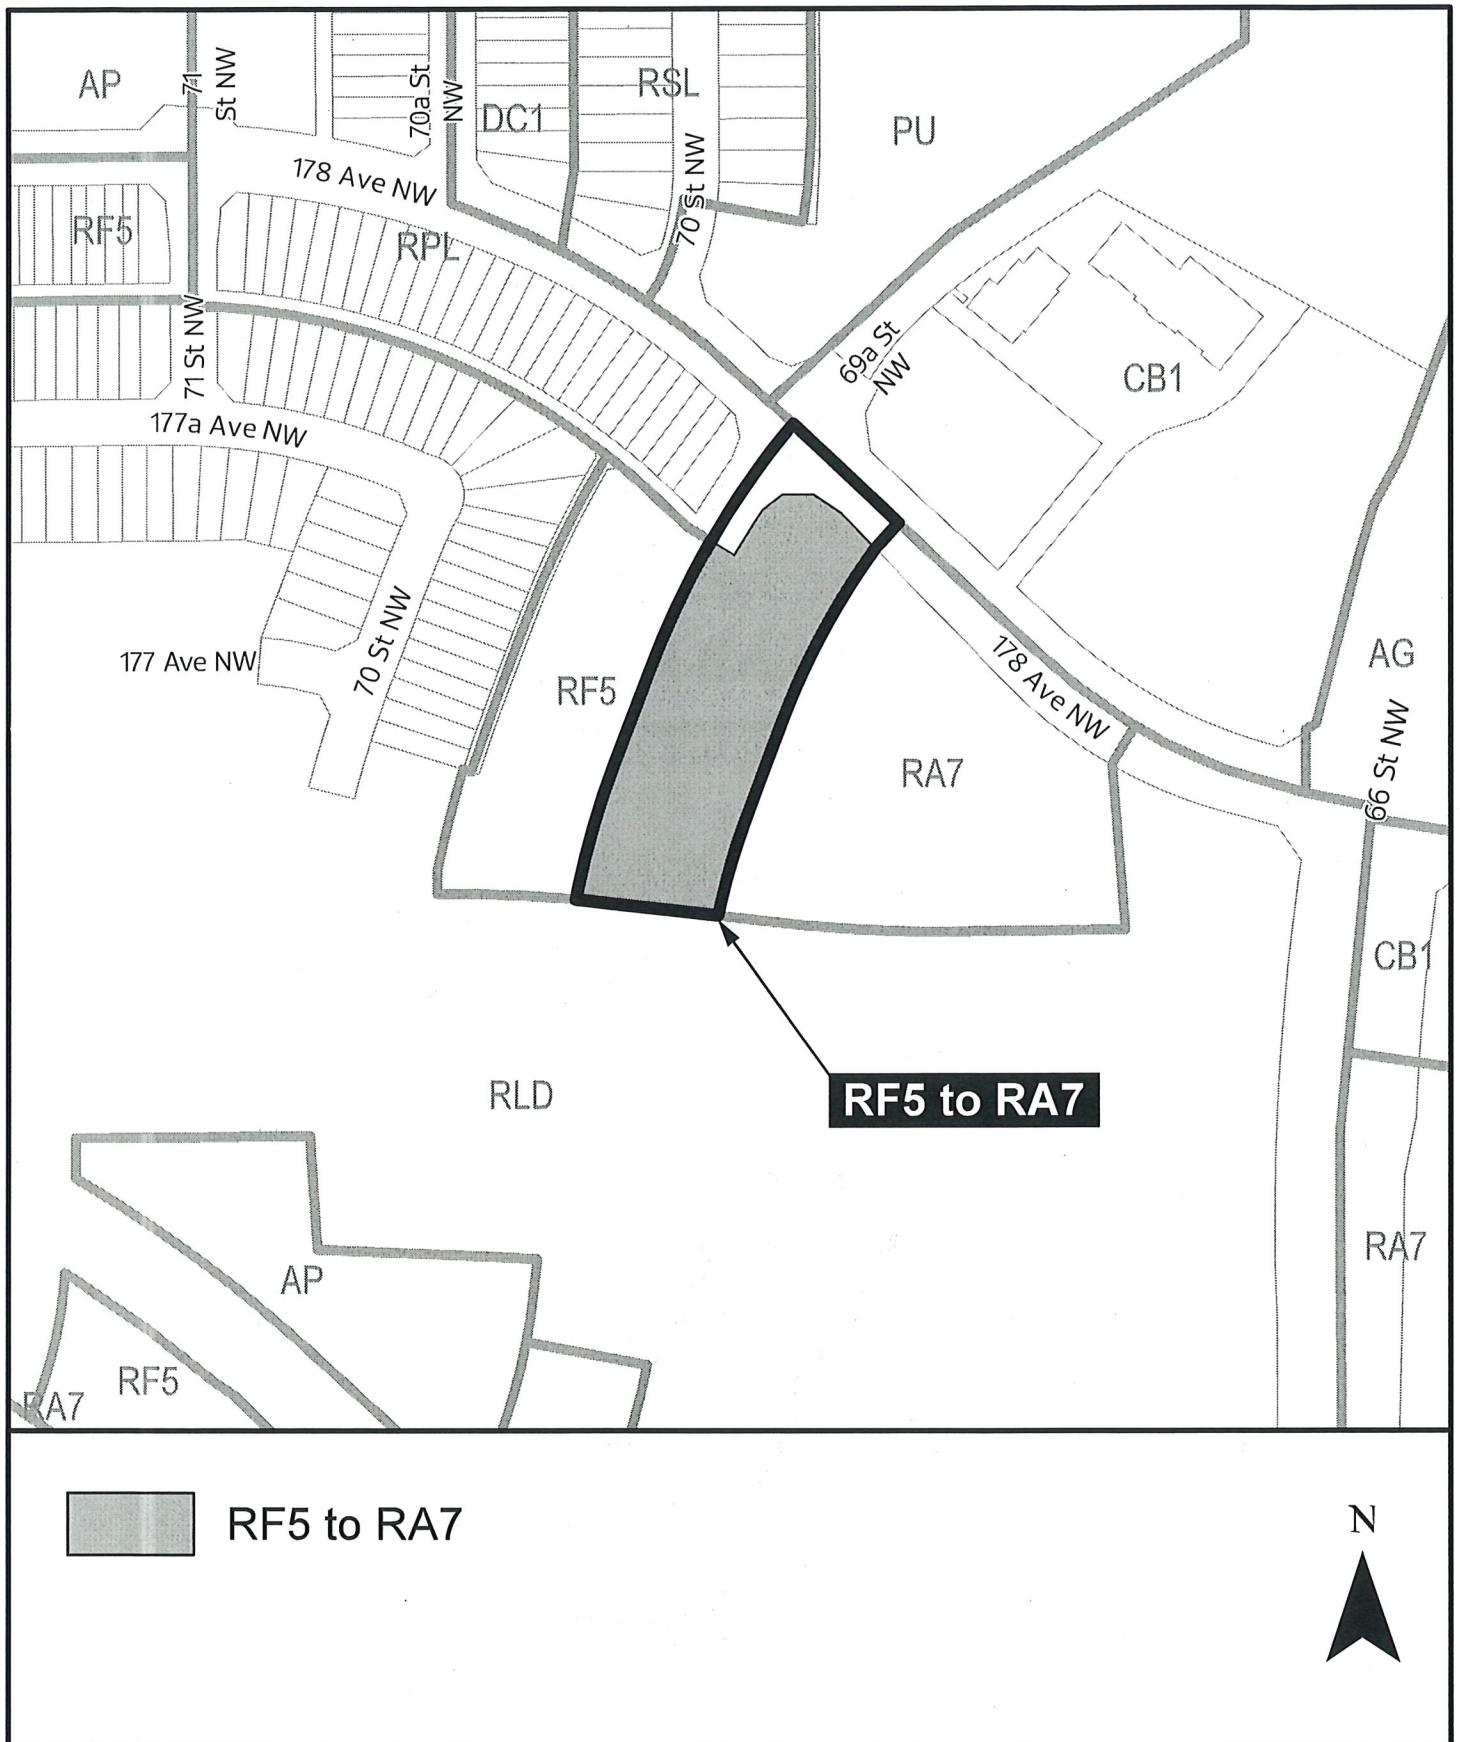 AP
71
St NW
70a St
NW
DC1
RSL
PU
178 Ave NW
70 St NW
RF5
RPL
71 St NW
69a St
NW
CB1
177a Ave NW
70 St NW
177 Ave NW
RF5
178 Ave NW
AG
RA7
66 St NW
CB1
RLD
RF5 to RA7
RA7
AP
RF5
RA7
RF5 to RA7
N